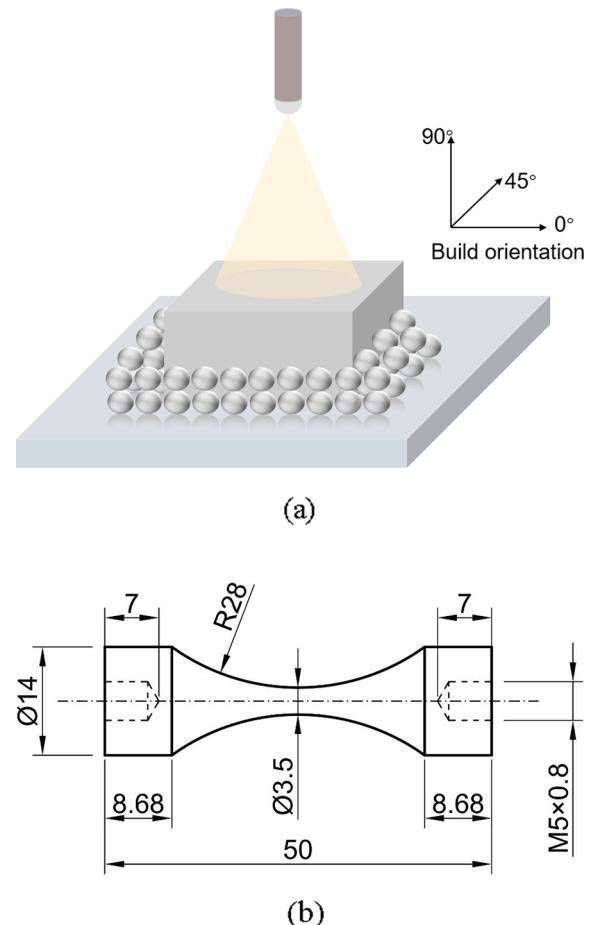 90°
45°
0°
Build orientation
(a)
7
R28
7
Ø14
Ø3.5
M5×0.8
8.68
8.68
50
(b)